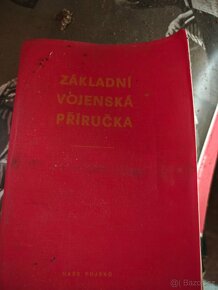 ZÁKLADNÍ
VOJENSKÁ
PŘÍRUČKA
NAŠE VOJSKO